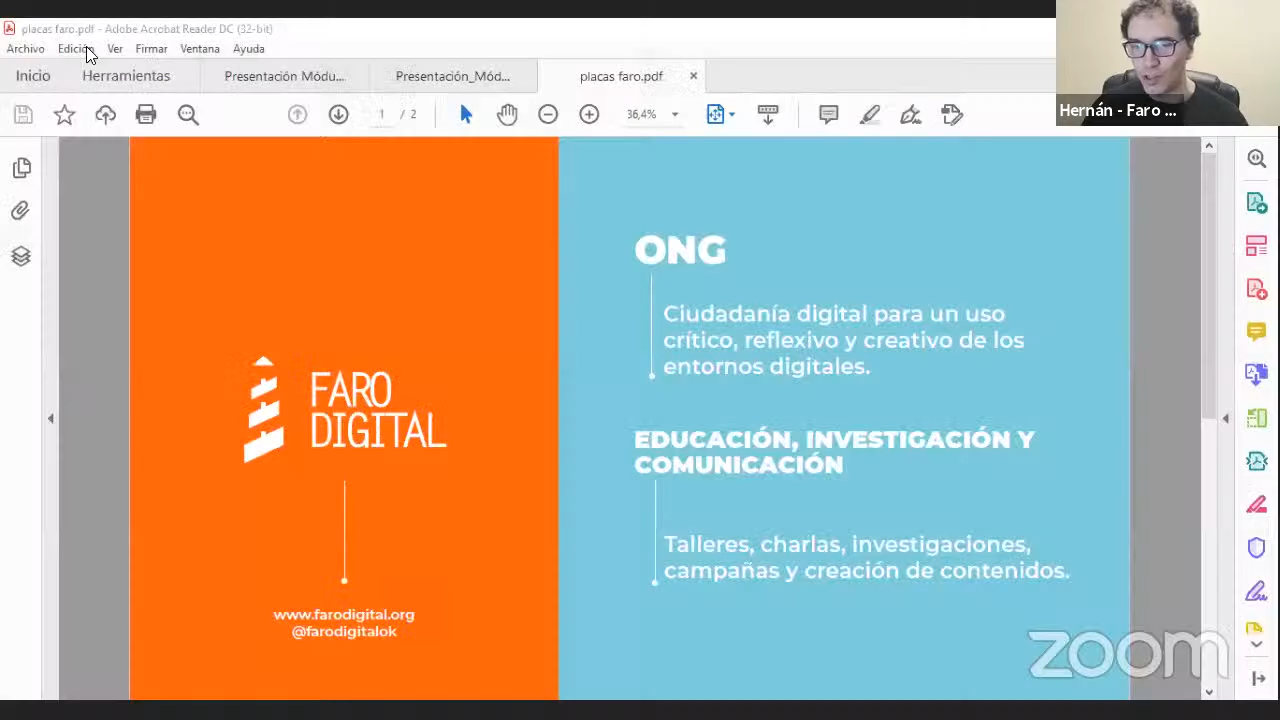 placas faro.pdf - Adobe Acrobat Reader DC (32-bit)
Archivo Edición Ver Firmar Ventana Ayuda
Inicio Herramientas Presentación Módu... Presentación_Mód... placas faro.pdf ×
1 / 2 36,4%
Hernán - Faro ...
FARO
DIGITAL
www.farodigital.org
@farodigitalok
ONG
Ciudadanía digital para un uso
crítico, reflexivo y creativo de los
entornos digitales.
EDUCACIÓN, INVESTIGACIÓN Y
COMUNICACIÓN
Talleres, charlas, investigaciones,
campañas y creación de contenidos.
zoom